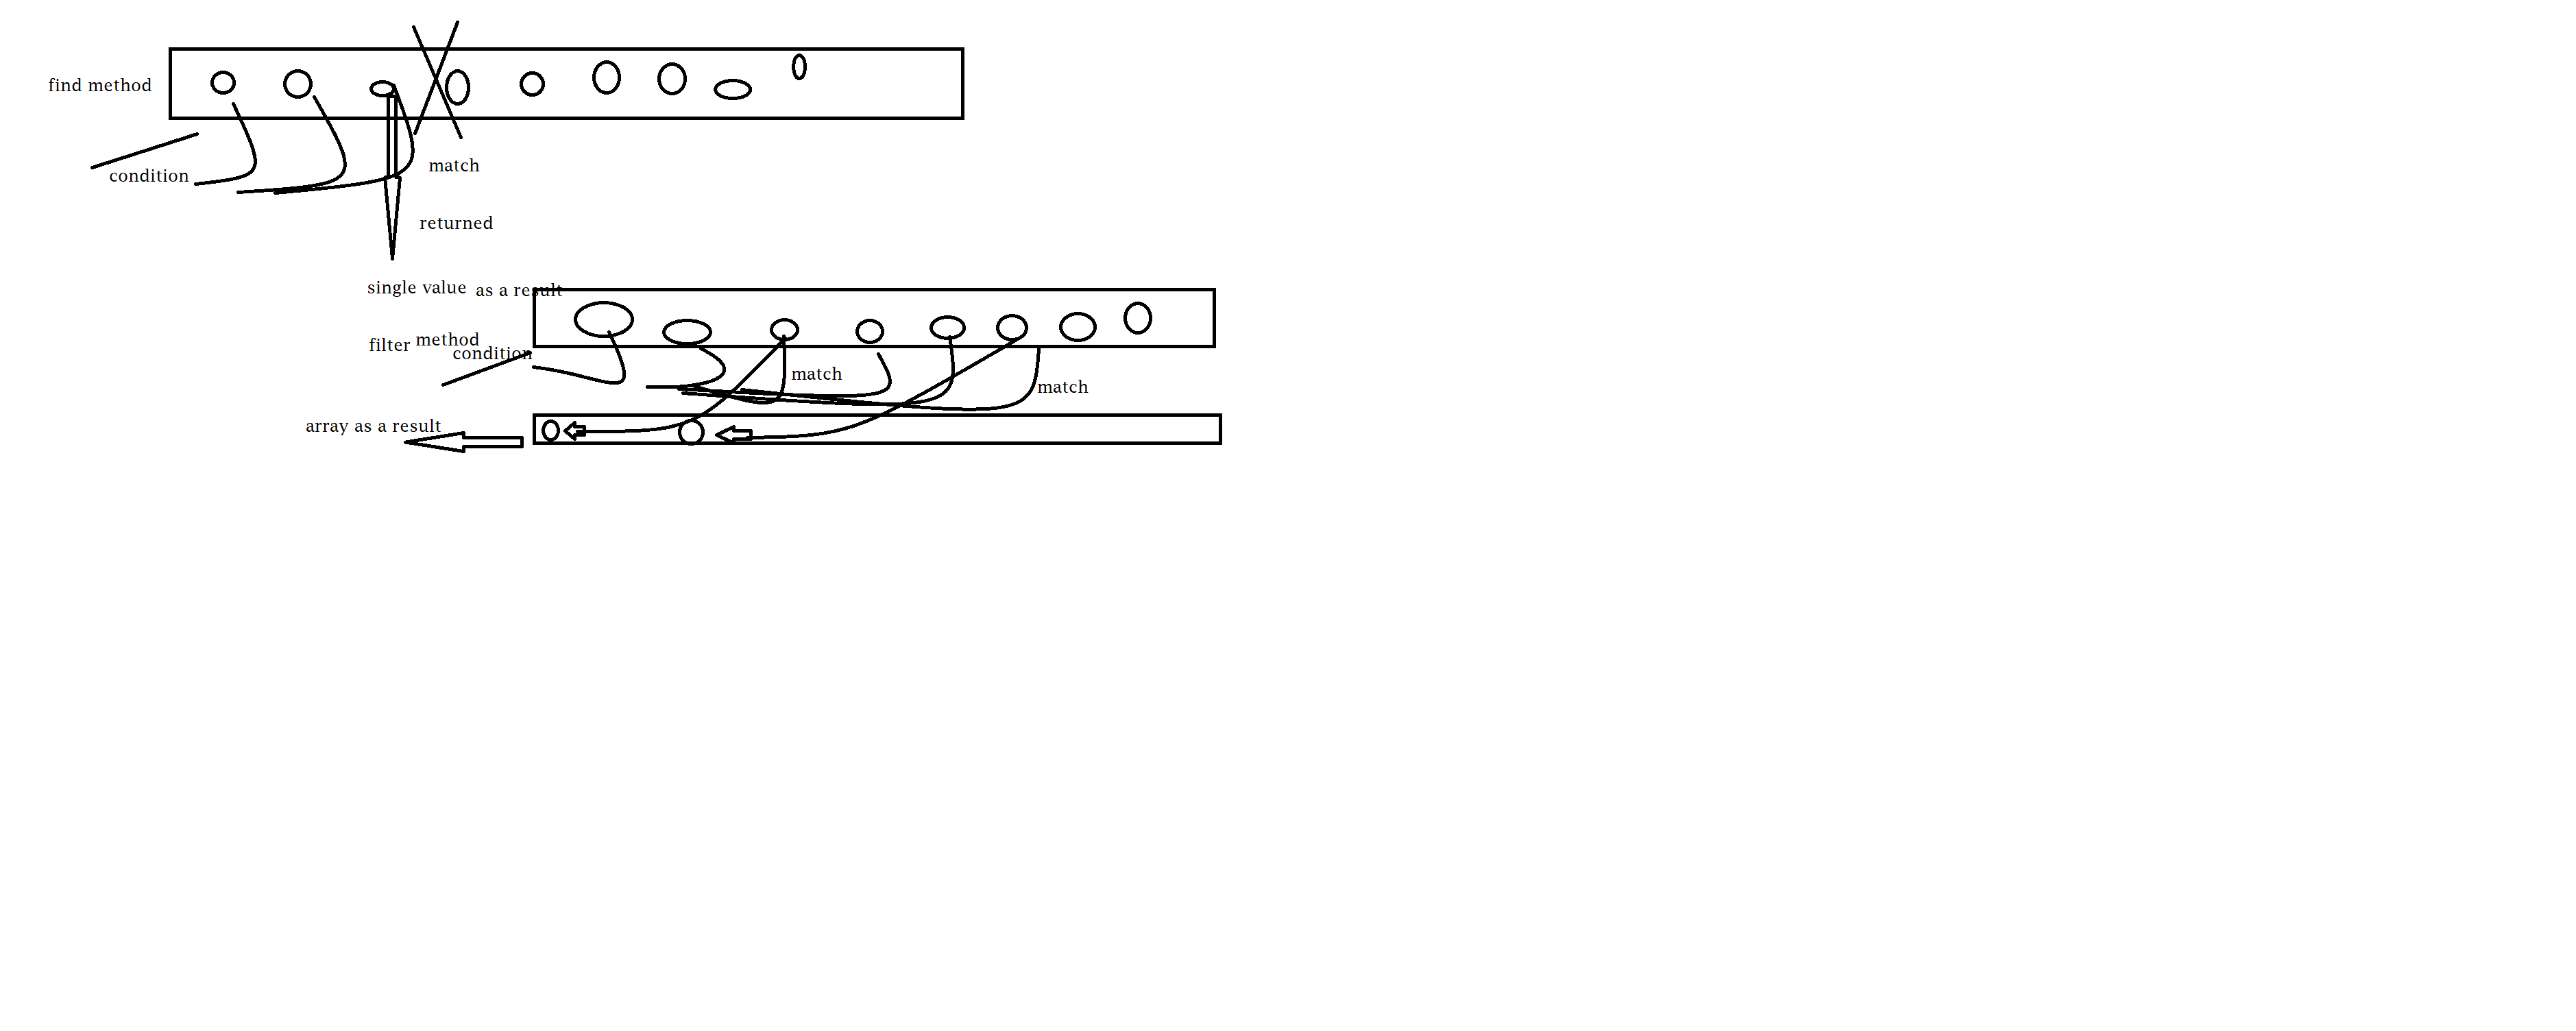 find method
condition
match
returned
single value as a result
filter method
condition
match
match
array as a result